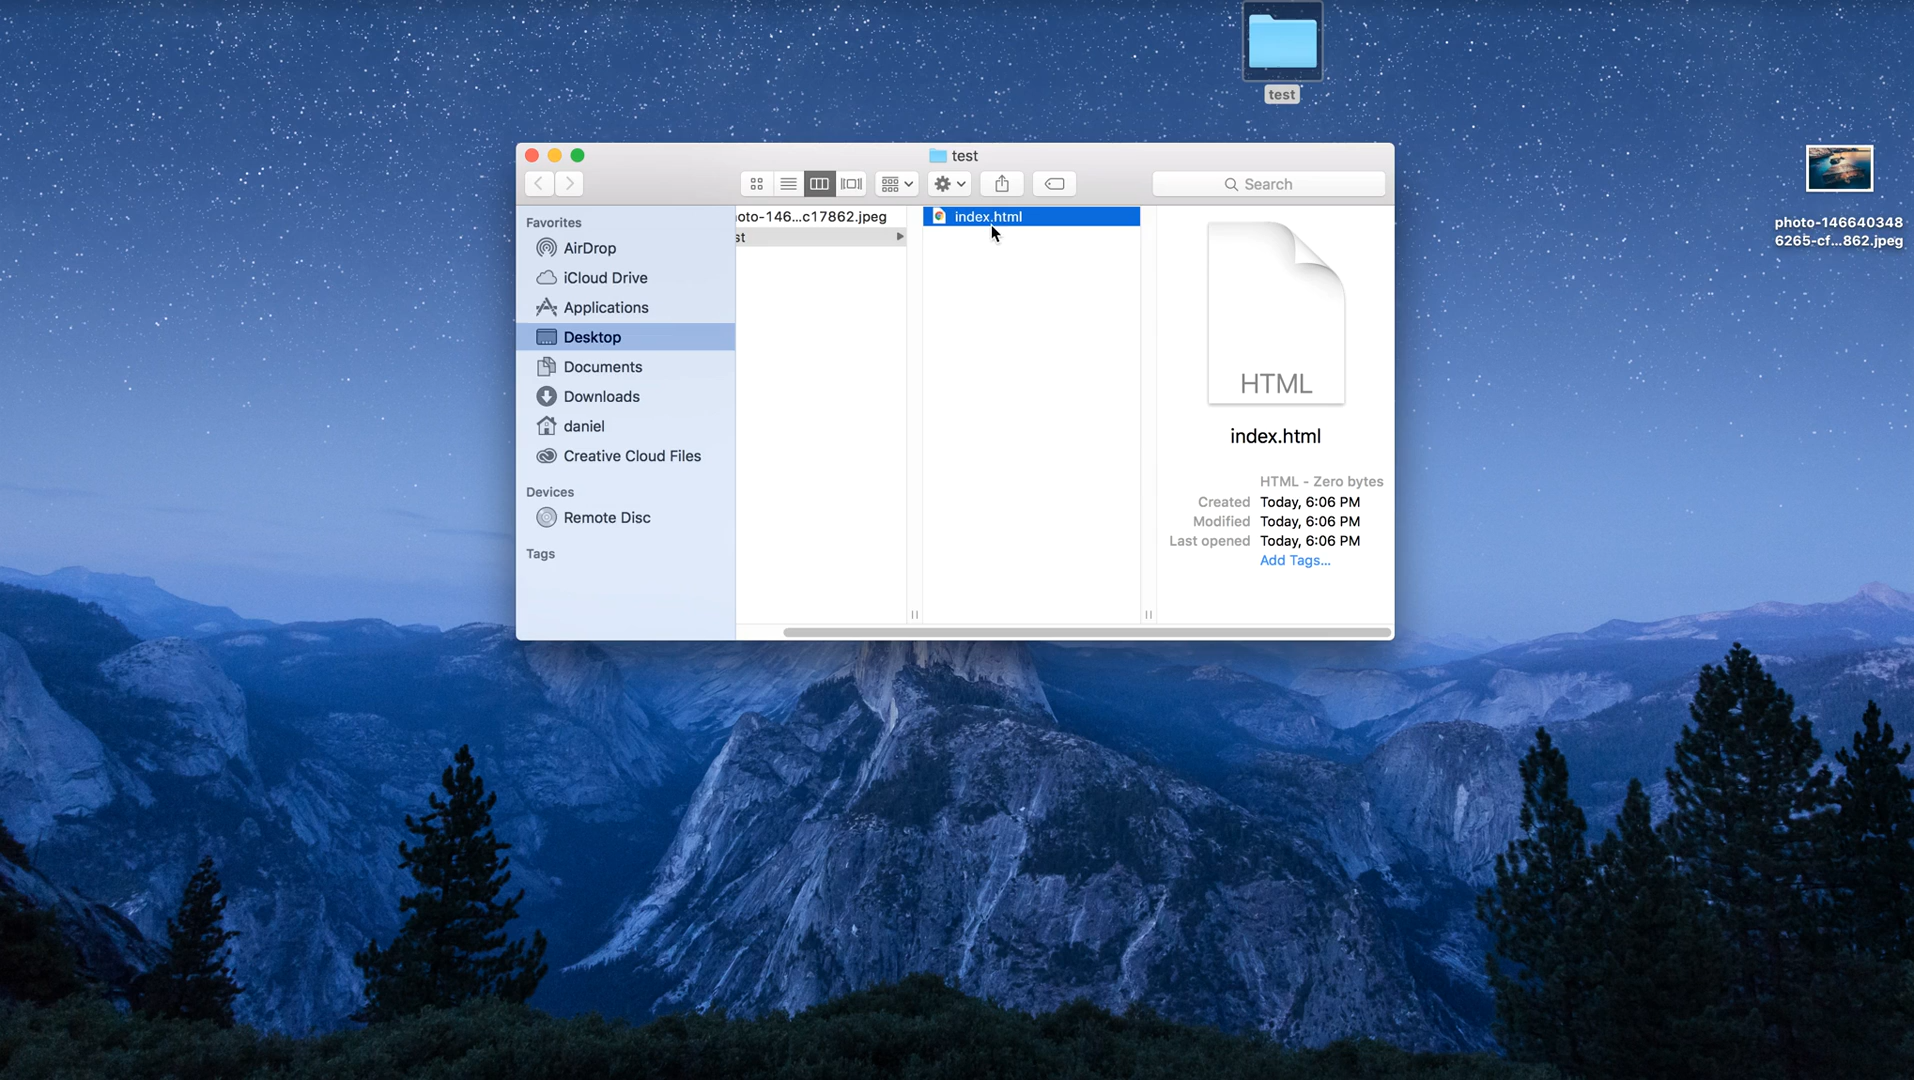 test
test
Search
Favorites
AirDrop
iCloud Drive
Applications
Desktop
Documents
Downloads
daniel
Creative Cloud Files
Devices
Remote Disc
Tags
oto-146...c17862.jpeg
st
index.html
HTML
index.html
HTML - Zero bytes
Created Today, 6:06 PM
Modified Today, 6:06 PM
Last opened Today, 6:06 PM
Add Tags...
photo-146640348
6265-cf...862.jpeg